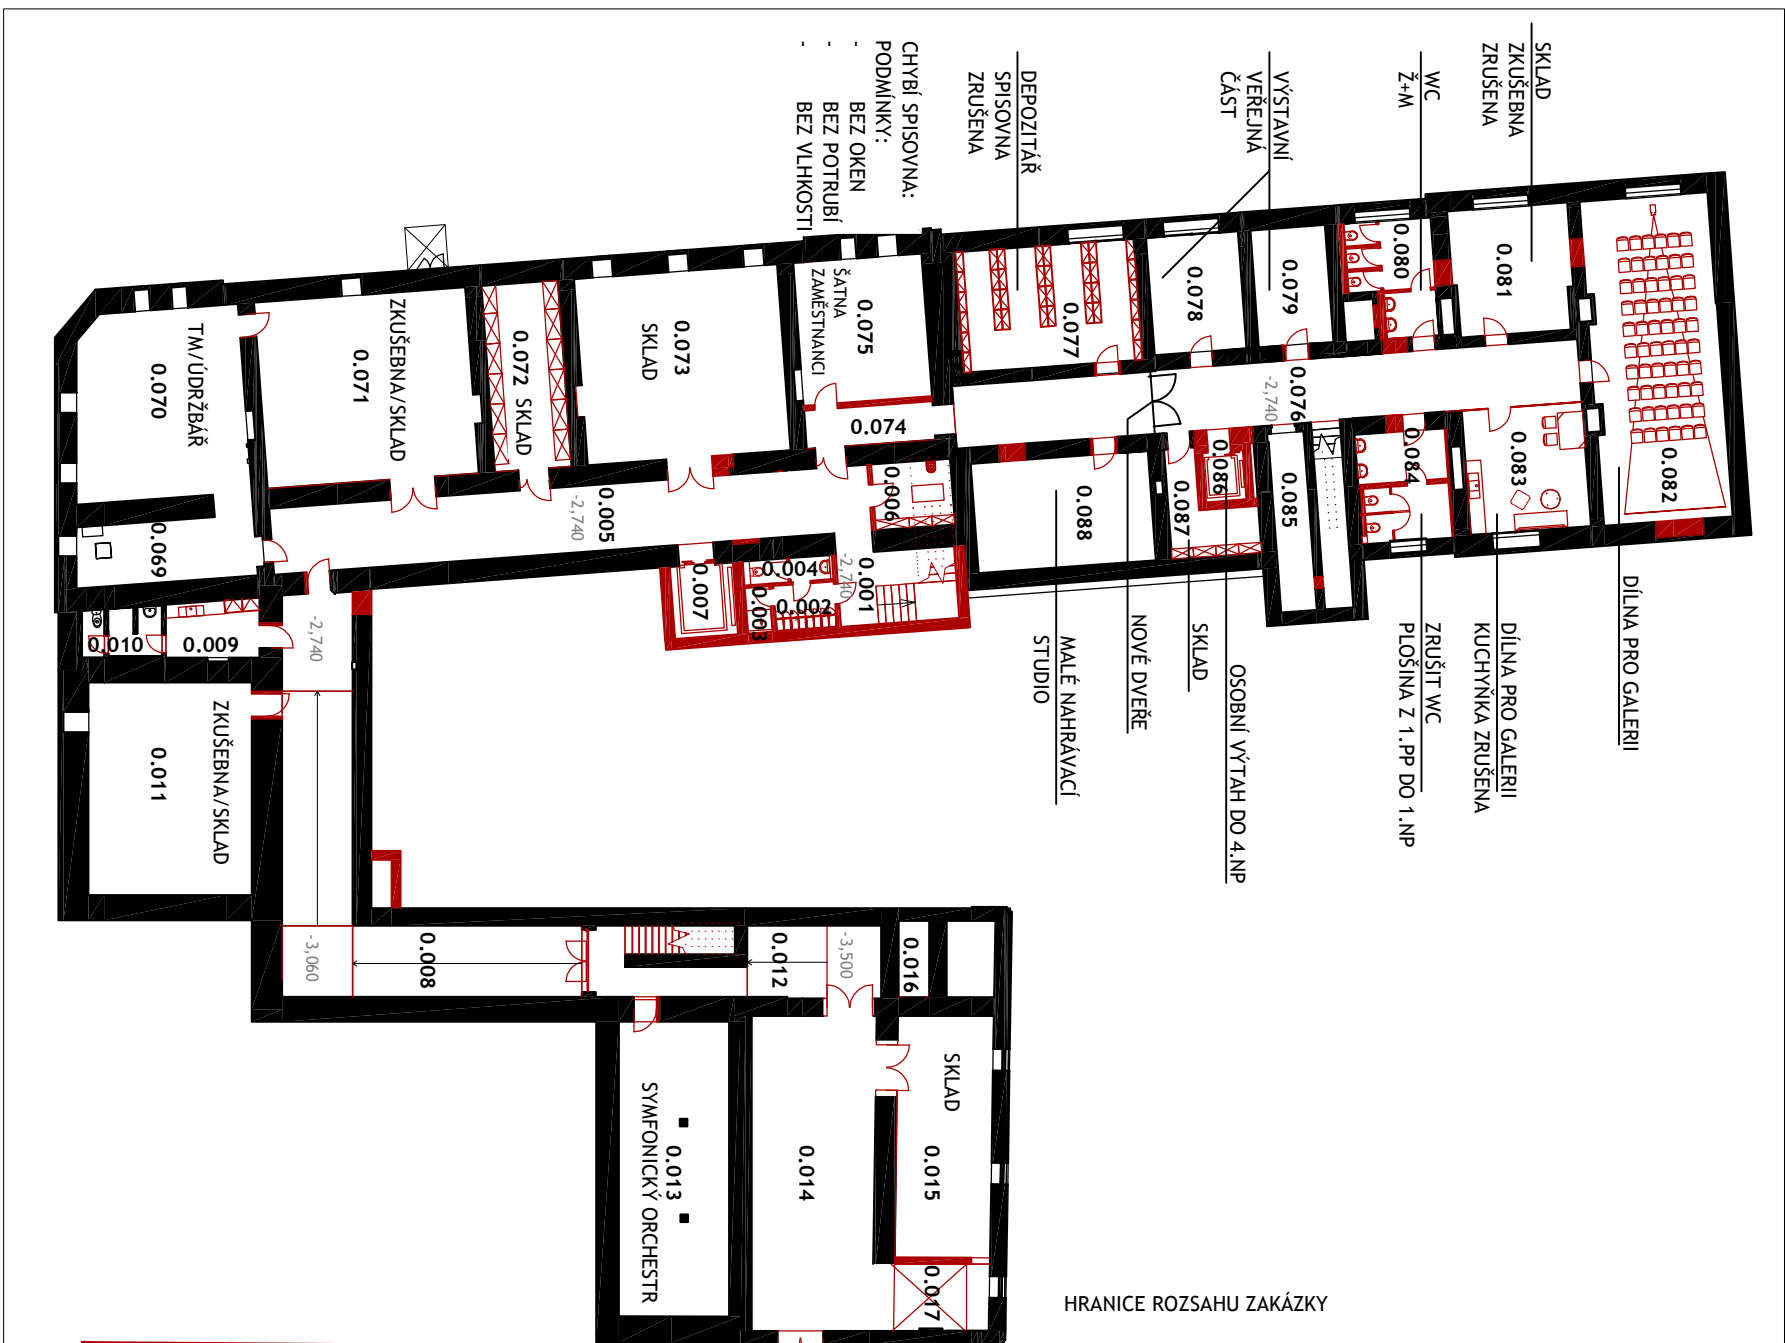 SKLAD
ZKUŠEBNA
ZRUŠENA
WC
Ž+M
VÝSTAVNÍ
VEŘEJNÁ
ČÁST
DEPOZITÁŘ
SPISOVNA
ZRUŠENA
CHYBÍ SPISOVNA:
PODMÍNKY:
- BEZ OKEN
- BEZ POTRUBÍ
- BEZ VLHKOSTI
0.082
0.081
0.080
0.079
0.078
0.077
0.076
-2,740
0.075
ŠATNA
ZAMĚSTNANCI
0.074
0.073
SKLAD
0.072 SKLAD
ZKUŠEBNA/SKLAD
0.071
TM/ÚDRŽBÁŘ
0.070
0.069
0.083
0.084
0.085
0.086
0.087
0.088
0.006
0.005
-2,740
0.001
-2,740
0.004
0.002
0.003
0.007
-2,740
0.009
0.010
ZKUŠEBNA/SKLAD
0.011
DÍLNA PRO GALERII
DÍLNA PRO GALERII
KUCHYŇKA ZRUŠENA
ZRUŠIT WC
PLOŠINA Z 1.PP DO 1.NP
OSOBNÍ VÝTAH DO 4.NP
SKLAD
NOVÉ DVEŘE
MALÉ NAHRÁVACÍ
STUDIO
-3,060
0.008
0.012
-3,500
0.016
SKLAD
0.015
0.014
0.013
SYMFONICKÝ ORCHESTR
0.017
HRANICE ROZSAHU ZAKÁZKY